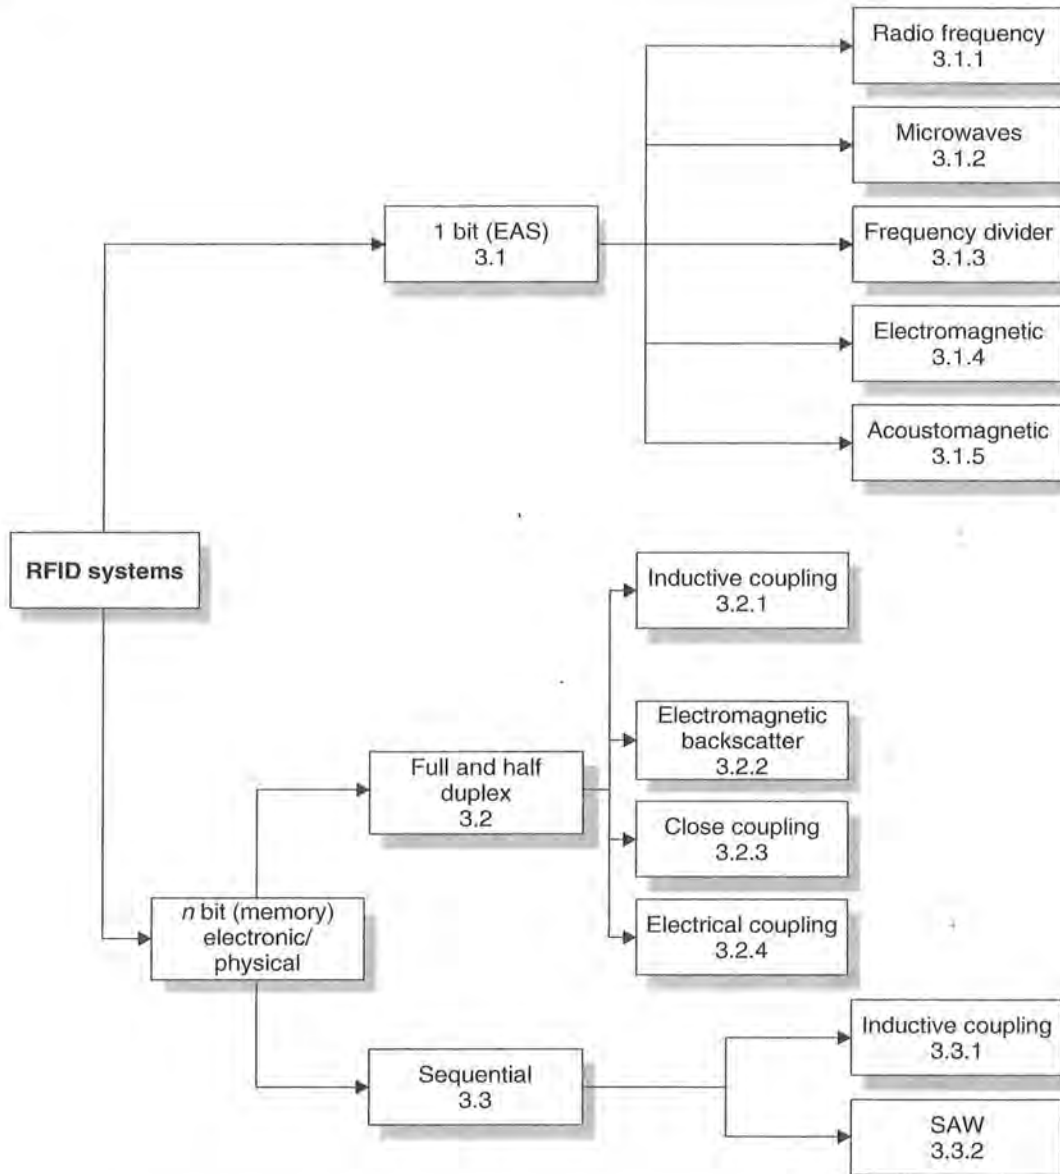 Radio frequency
3.1.1
Microwaves
3.1.2
1 bit (EAS)
3.1
Frequency divider
3.1.3
Electromagnetic
3.1.4
Acoustomagnetic
3.1.5
RFID systems
Inductive coupling
3.2.1
Electromagnetic
backscatter
3.2.2
Full and half
duplex
3.2
Close coupling
3.2.3
n bit (memory)
electronic/
physical
Electrical coupling
3.2.4
Inductive coupling
3.3.1
Sequential
3.3
SAW
3.3.2